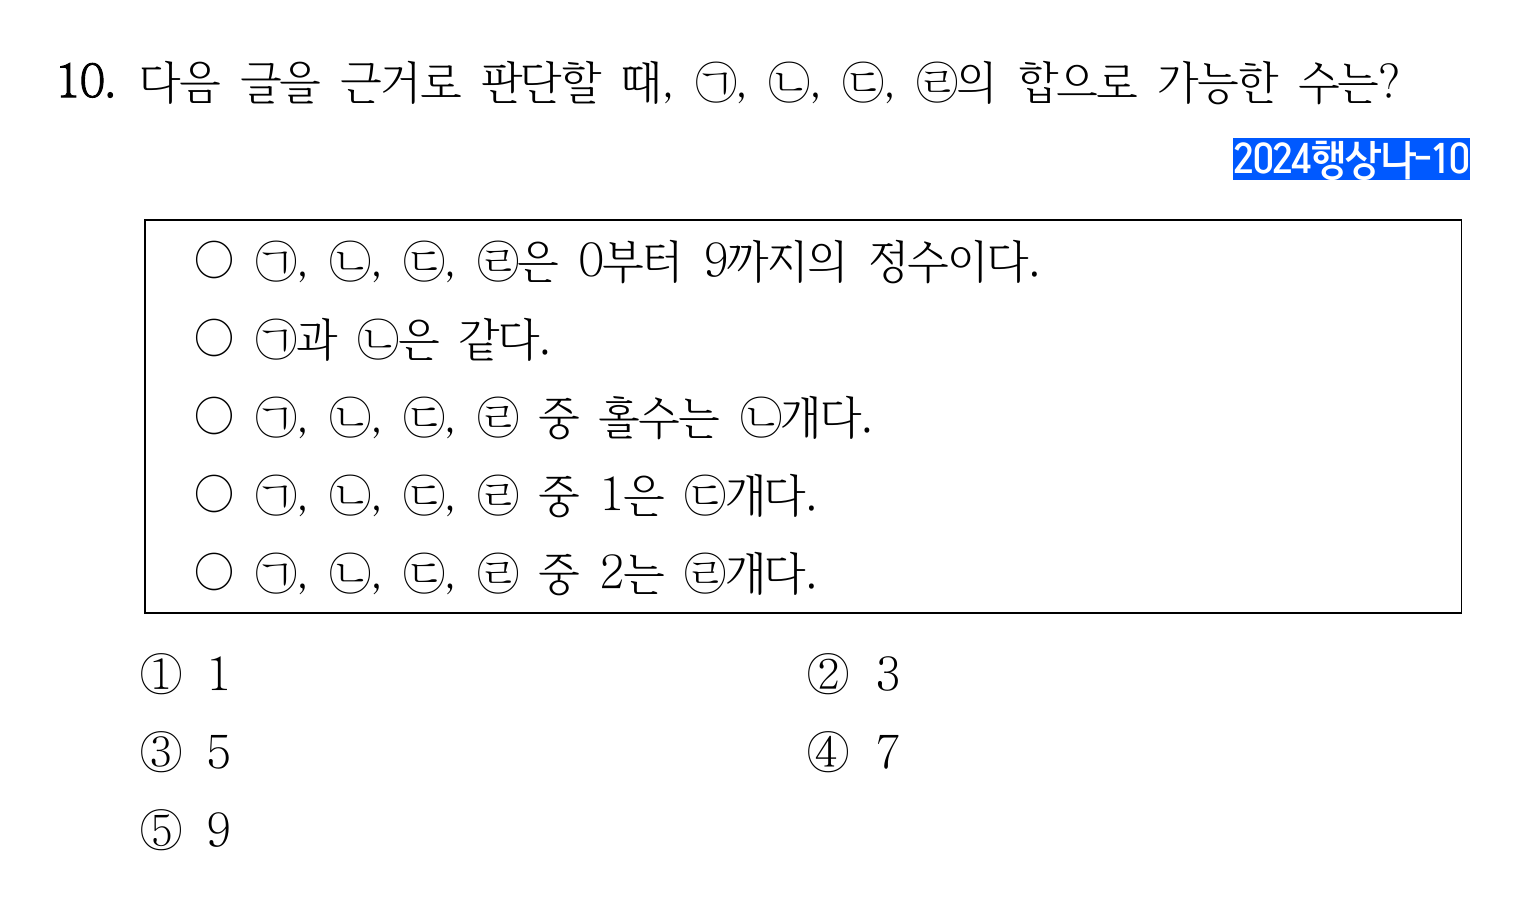 10. 다음 글을 근거로 판단할 때, ㉠, ㉡, ㉢, ㉣의 합으로 가능한 수는?
2024행상나-10
○ ㉠, ㉡, ㉢, ㉣은 0부터 9까지의 정수이다.
○ ㉠과 ㉡은 같다.
○ ㉠, ㉡, ㉢, ㉣ 중 홀수는 ㉡개다.
○ ㉠, ㉡, ㉢, ㉣ 중 1은 ㉢개다.
○ ㉠, ㉡, ㉢, ㉣ 중 2는 ㉣개다.
① 1 ② 3
③ 5 ④ 7
⑤ 9